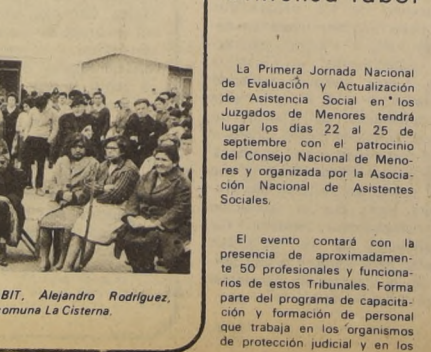 BIT, Alejandro Rodríguez,
omuna La Cisterna.
La Primera Jornada Nacional
de Evaluación y Actualización
de Asistencia Social en los
Juzgados de Menores tendrá
lugar los días 22 al 25 de
septiembre con el patrocinio
del Consejo Nacional de Meno-
res y organizada por la Asocia-
ción Nacional de Asistentes
Sociales.
El evento contará con la
presencia de aproximadamen-
te 50 profesionales y funciona-
rios de estos Tribunales. Forma
parte del programa de capacita-
ción y formación de personal
que trabaja en los organismos
de protección judicial y en los